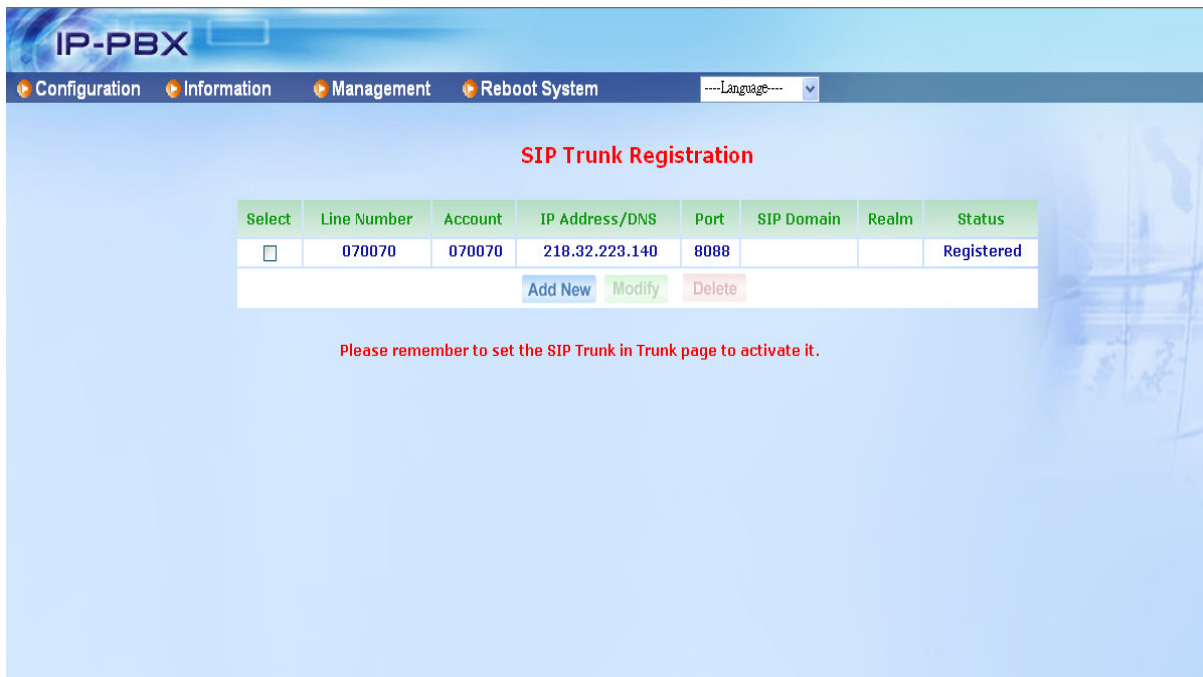 IP-PBX
Configuration Information Management Reboot System ----Language----
SIP Trunk Registration
Select Line Number Account IP Address/DNS Port SIP Domain Realm Status
070070 070070 218.32.223.140 8088 Registered
Add New Modify Delete
Please remember to set the SIP Trunk in Trunk page to activate it.